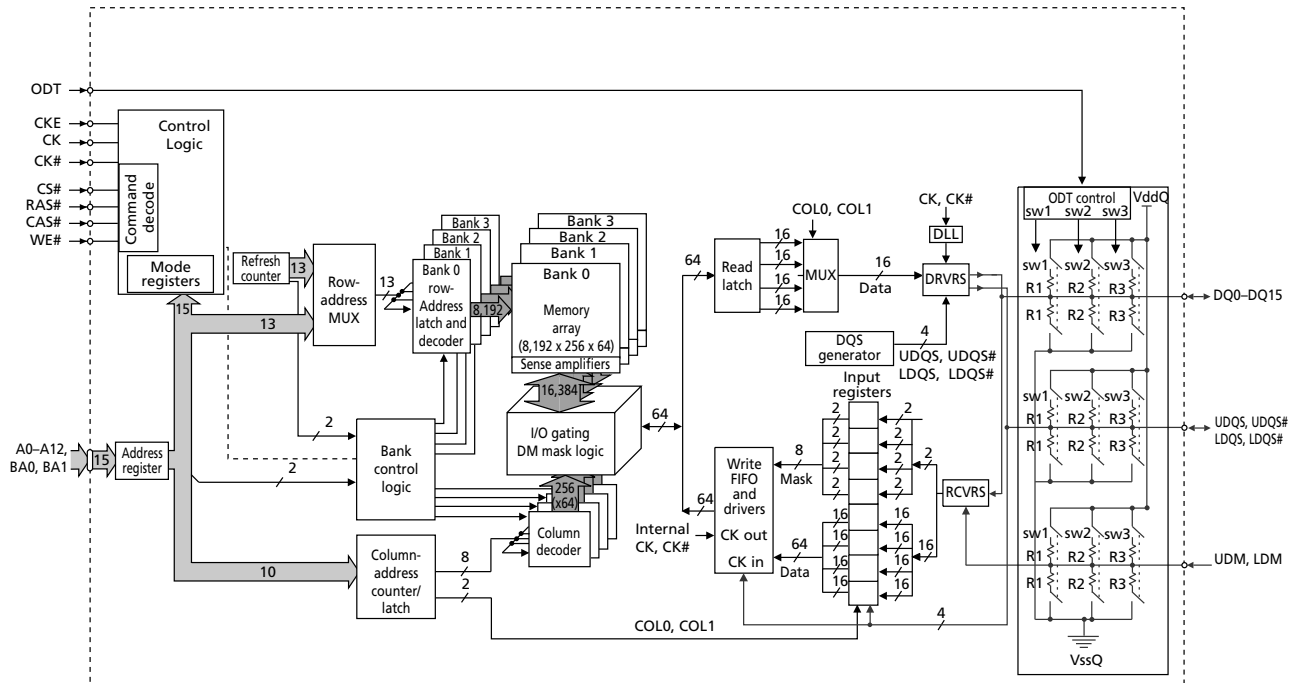 ODT
CKE
CK
CK#
CS#
RAS#
CAS#
WE#
Control
Logic
Command
decode
Mode
registers
15
Refresh
counter
13
13
Row-
address
MUX
13
Bank 3
Bank 2
Bank 1
Bank 0
row-
Address
latch and
decoder
8,192
Bank 3
Bank 2
Bank 1
Bank 0
Memory
array
(8,192 x 256 x 64)
Sense amplifiers
16,384
I/O gating
DM mask logic
256
(x64)
Column
decoder
A0–A12,
BA0, BA1
15
Address
register
2
2
Bank
control
logic
10
Column-
address
counter/
latch
8
2
COL0, COL1
64
64
64
Read
latch
16
16
16
16
COL0, COL1
MUX
16
Data
CK, CK#
DLL
DRVRS
DQS
generator
4
UDQS, UDQS#
LDQS, LDQS#
Input
registers
2
2
2
2
2
2
2
2
2
8
Mask
Write
FIFO
and
drivers
CK out
CK in
Internal
CK, CK#
64
Data
16
16
16
16
16
16
16
16
16
RCVRS
4
ODT control
sw1
sw2
sw3
VddQ
sw1
sw2
sw3
R1
R2
R3
R1
R2
R3
sw1
sw2
sw3
R1
R2
R3
R1
R2
R3
sw1
sw2
sw3
R1
R2
R3
R1
R2
R3
VssQ
DQ0–DQ15
UDQS, UDQS#
LDQS, LDQS#
UDM, LDM